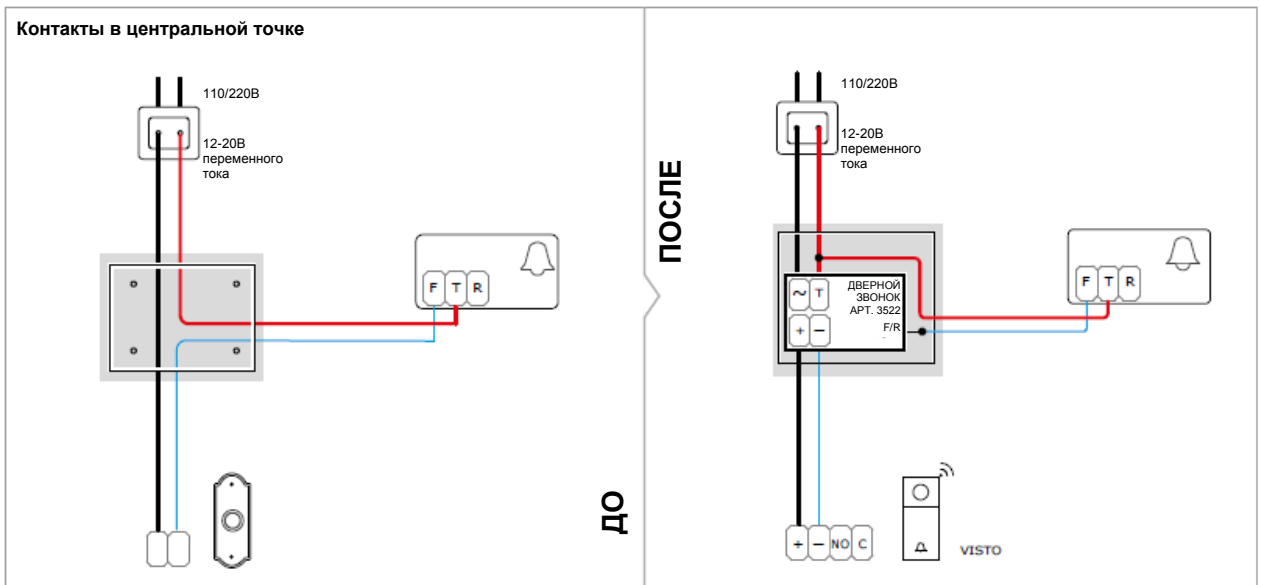 Контакты в центральной точке
110/220В
12-20В
переменного
тока
F T R
ДО
ПОСЛЕ
110/220В
12-20В
переменного
тока
~ T
ДВЕРНОЙ
ЗВОНОК
АРТ. 3522
+ −
F/R
-
F T R
+ − NO C
VISTO